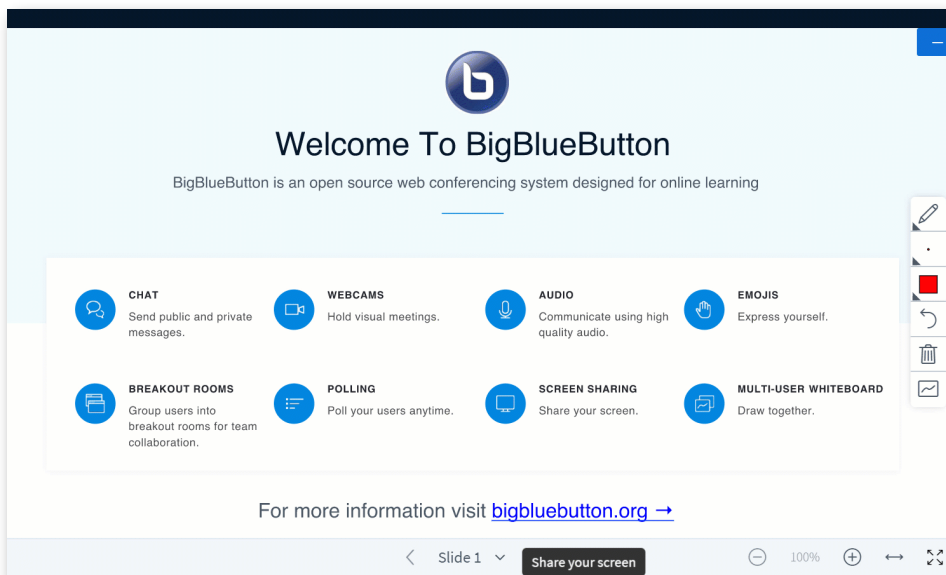 Welcome To BigBlueButton
BigBlueButton is an open source web conferencing system designed for online learning
CHAT
Send public and private
messages.
WEBCAMS
Hold visual meetings.
AUDIO
Communicate using high
quality audio.
EMOJIS
Express yourself.
BREAKOUT ROOMS
Group users into
breakout rooms for team
collaboration.
POLLING
Poll your users anytime.
SCREEN SHARING
Share your screen.
MULTI-USER WHITEBOARD
Draw together.
For more information visit bigbluebutton.org →
Slide 1
Share your screen
100%